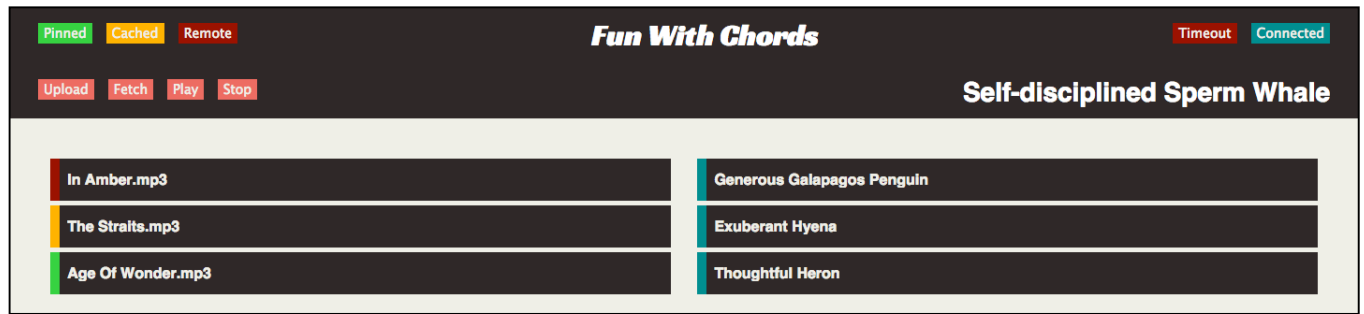 Pinned Cached Remote Fun With Chords Timeout Connected
Upload Fetch Play Stop Self-disciplined Sperm Whale
In Amber.mp3 Generous Galapagos Penguin
The Straits.mp3 Exuberant Hyena
Age Of Wonder.mp3 Thoughtful Heron